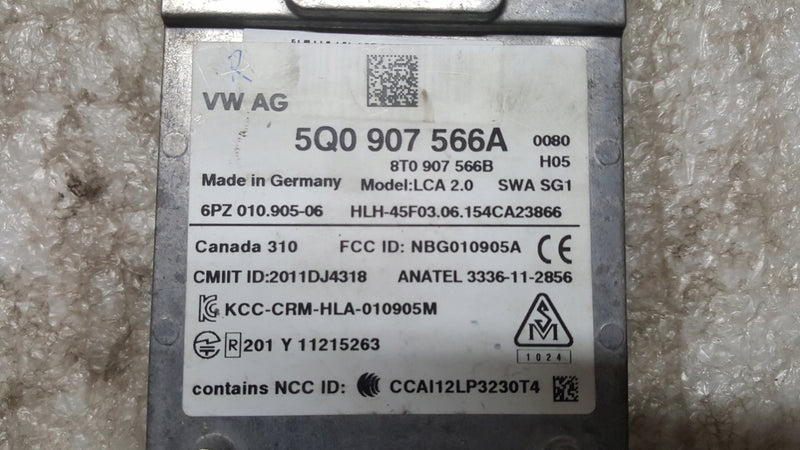 VW AG
5Q0 907 566A 0080
8T0 907 566B H05
Made in Germany Model:LCA 2.0 SWA SG1
6PZ 010.905-06 HLH-45F03.06.154CA23866
Canada 310 FCC ID: NBG010905A CE
CMIIT ID:2011DJ4318 ANATEL 3336-11-2856
KCC-CRM-HLA-010905M
R 201 Y 11215263
S M
1024
contains NCC ID: CCAI12LP3230T4